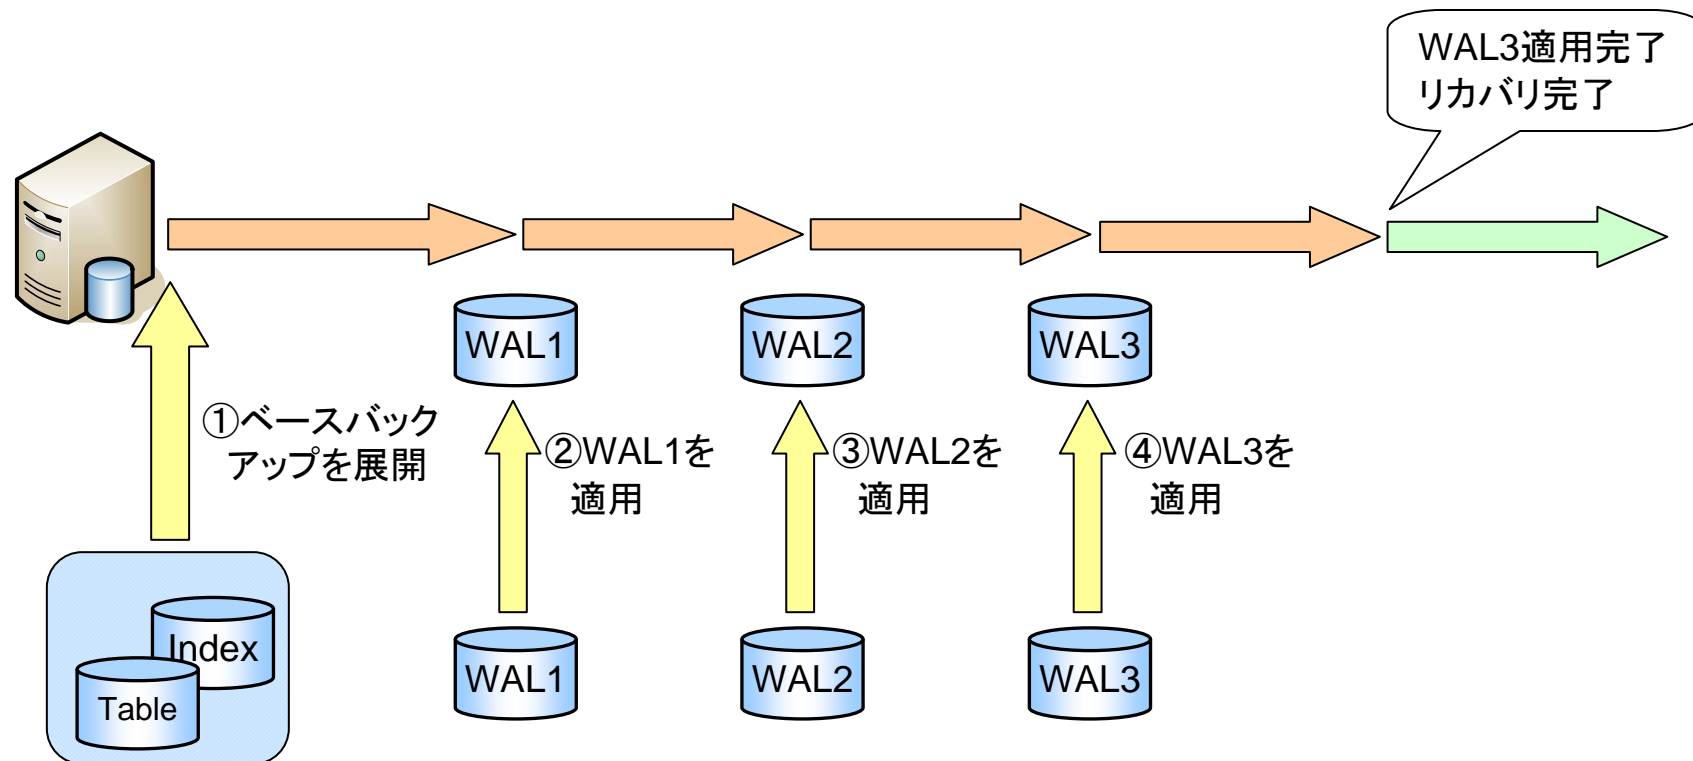 WAL3適用完了
リカバリ完了
WAL1
WAL2
WAL3
①ベースバック
アップを展開
②WAL1を
適用
③WAL2を
適用
④WAL3を
適用
Index
Table
WAL1
WAL2
WAL3